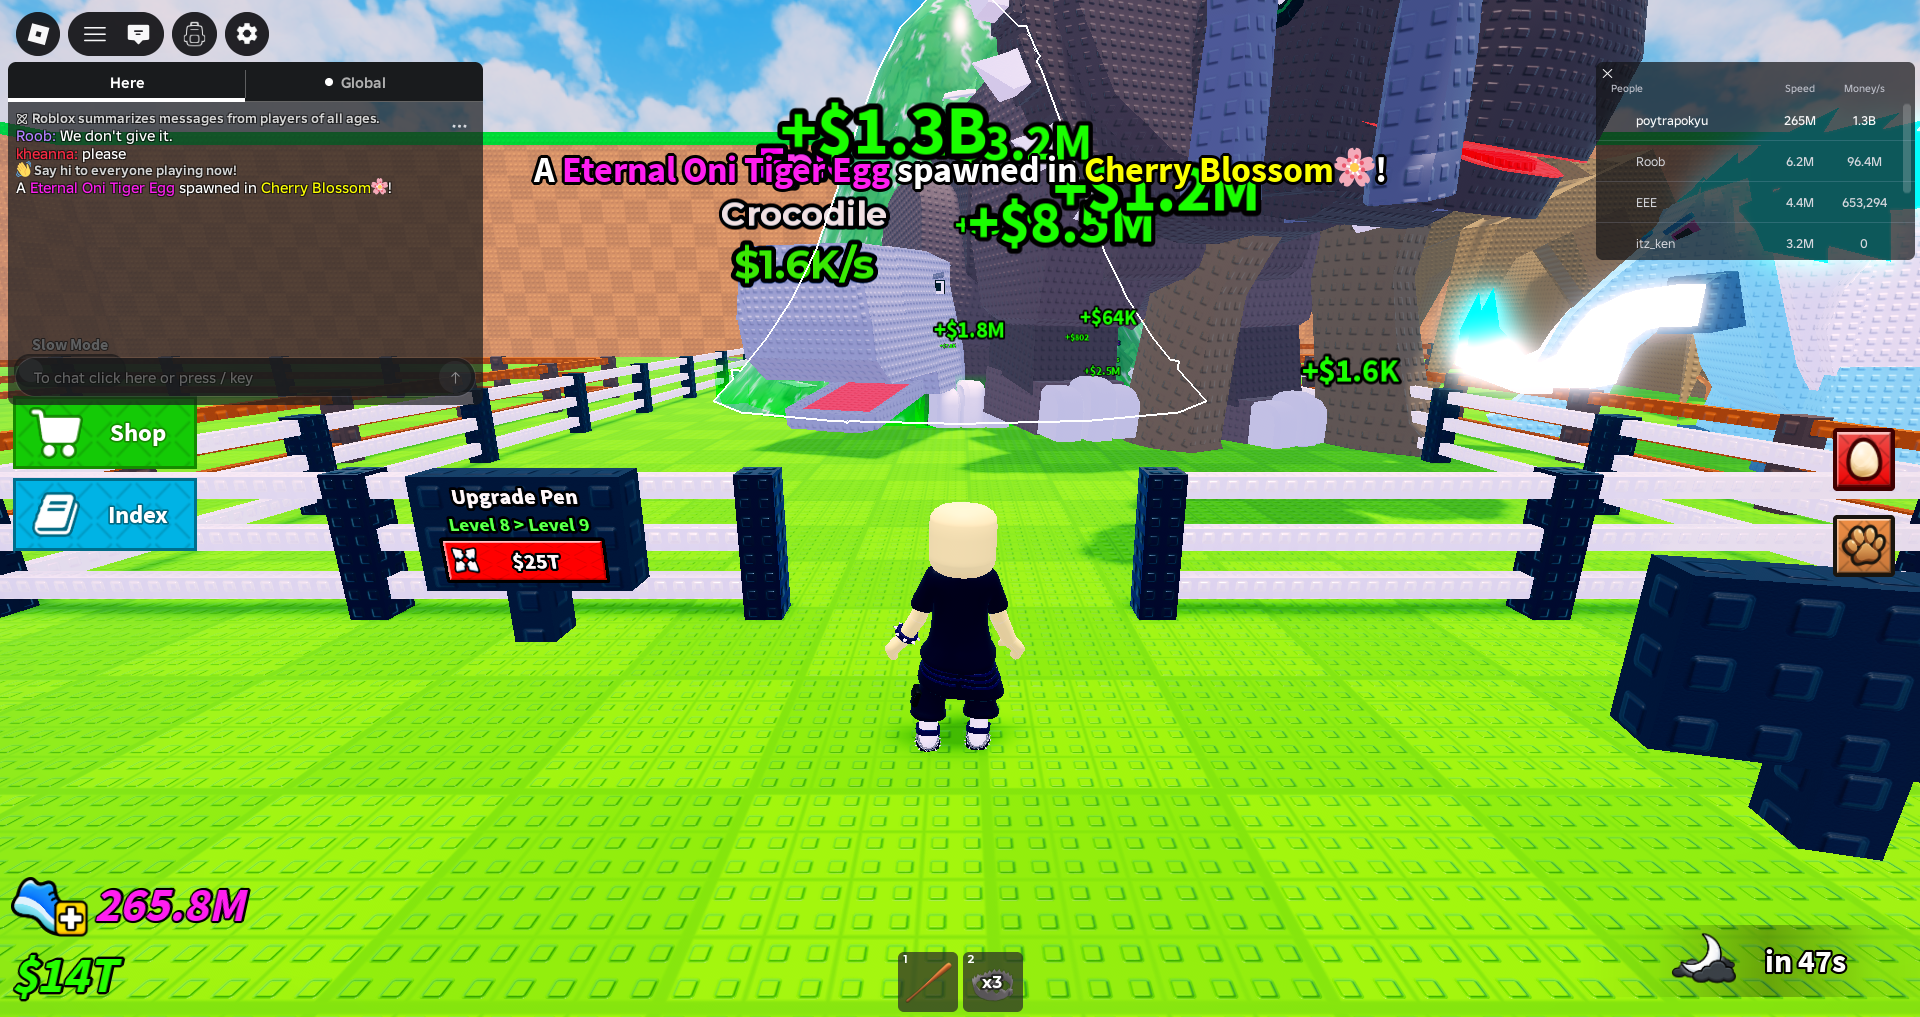 Here
Global
Roblox summarizes messages from players of all ages.
Roob: We don't give it.
kheanna: please
Say hi to everyone playing now!
A Eternal Oni Tiger Egg spawned in Cherry Blossom🌸!
Slow Mode
To chat click here or press / key
Shop
Index
+$1.3B
3.2M
A Eternal Oni Tiger Egg spawned in Cherry Blossom🌸!
+$1.2M
Crocodile
+$8.5M
$1.6K/s
+$64K
+$1.8M
+$802
+$2.5M
+$1.6K
People Speed Money/s
poytrapokyu 265M 1.3B
Roob 6.2M 96.4M
EEE 4.4M 653,294
itz_ken 3.2M 0
Upgrade Pen
Level 8 > Level 9
$25T
265.8M
$14T
1
2
x3
in 47s